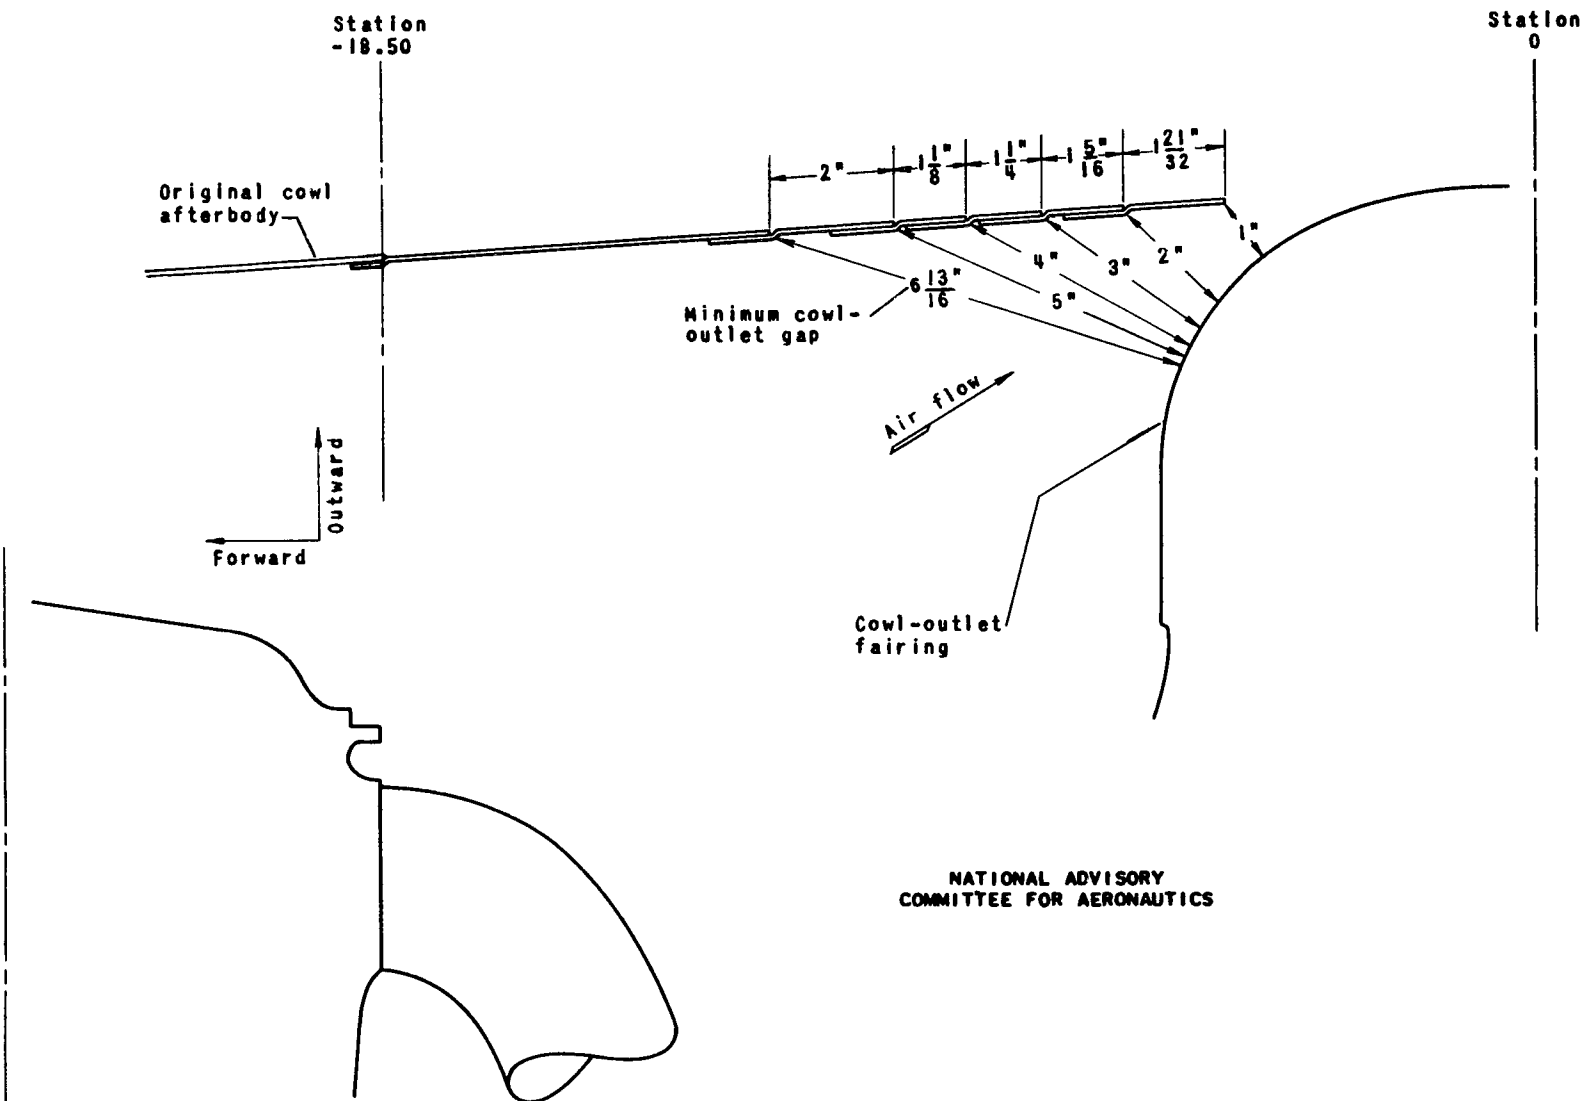 Station
-18.50
Station
0
Original cowl
afterbody
2"
1 1/8"
1 1/4"
1 5/16"
1 21/32"
1"
2"
3"
4"
5"
6 13/16"
Minimum cowl-
outlet gap
Air flow
Outward
Forward
Cowl-outlet
fairing
NATIONAL ADVISORY
COMMITTEE FOR AERONAUTICS